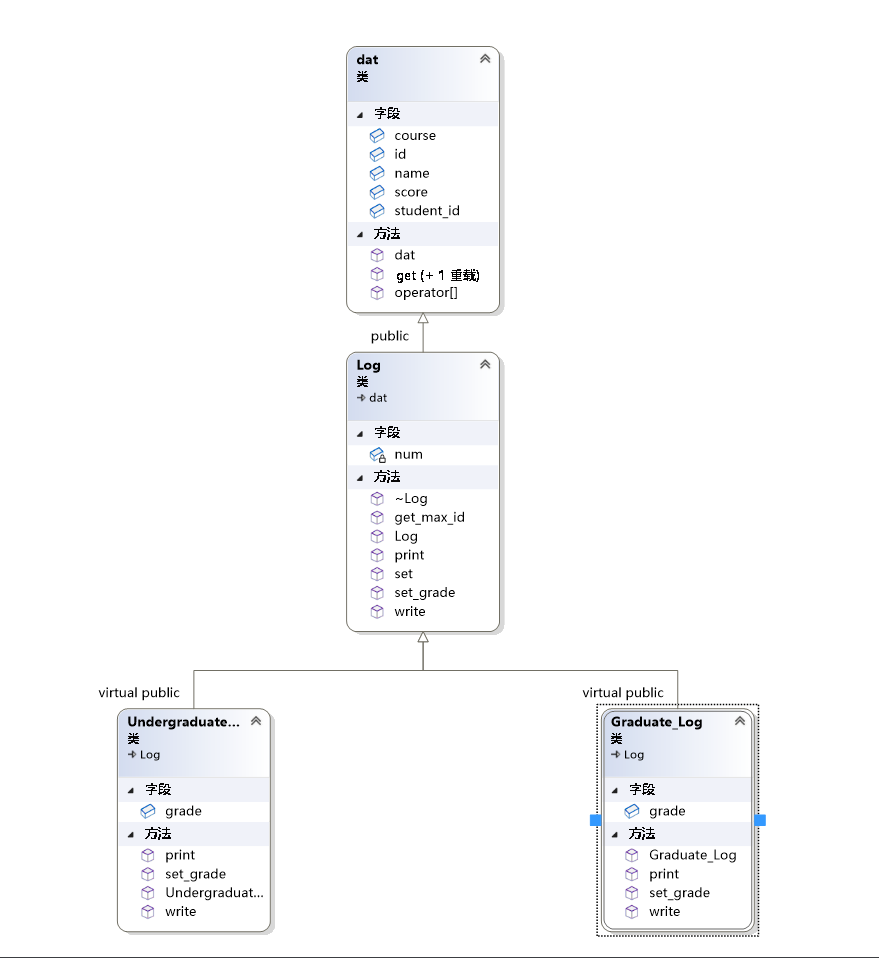 dat
类
字段
course
id
name
score
student_id
方法
dat
get (+ 1 重载)
operator[]
public
Log
类
dat
字段
num
方法
~Log
get_max_id
Log
print
set
set_grade
write
virtual public
Undergraduate...
类
Log
字段
grade
方法
print
set_grade
Undergraduat...
write
virtual public
Graduate_Log
类
Log
字段
grade
方法
Graduate_Log
print
set_grade
write